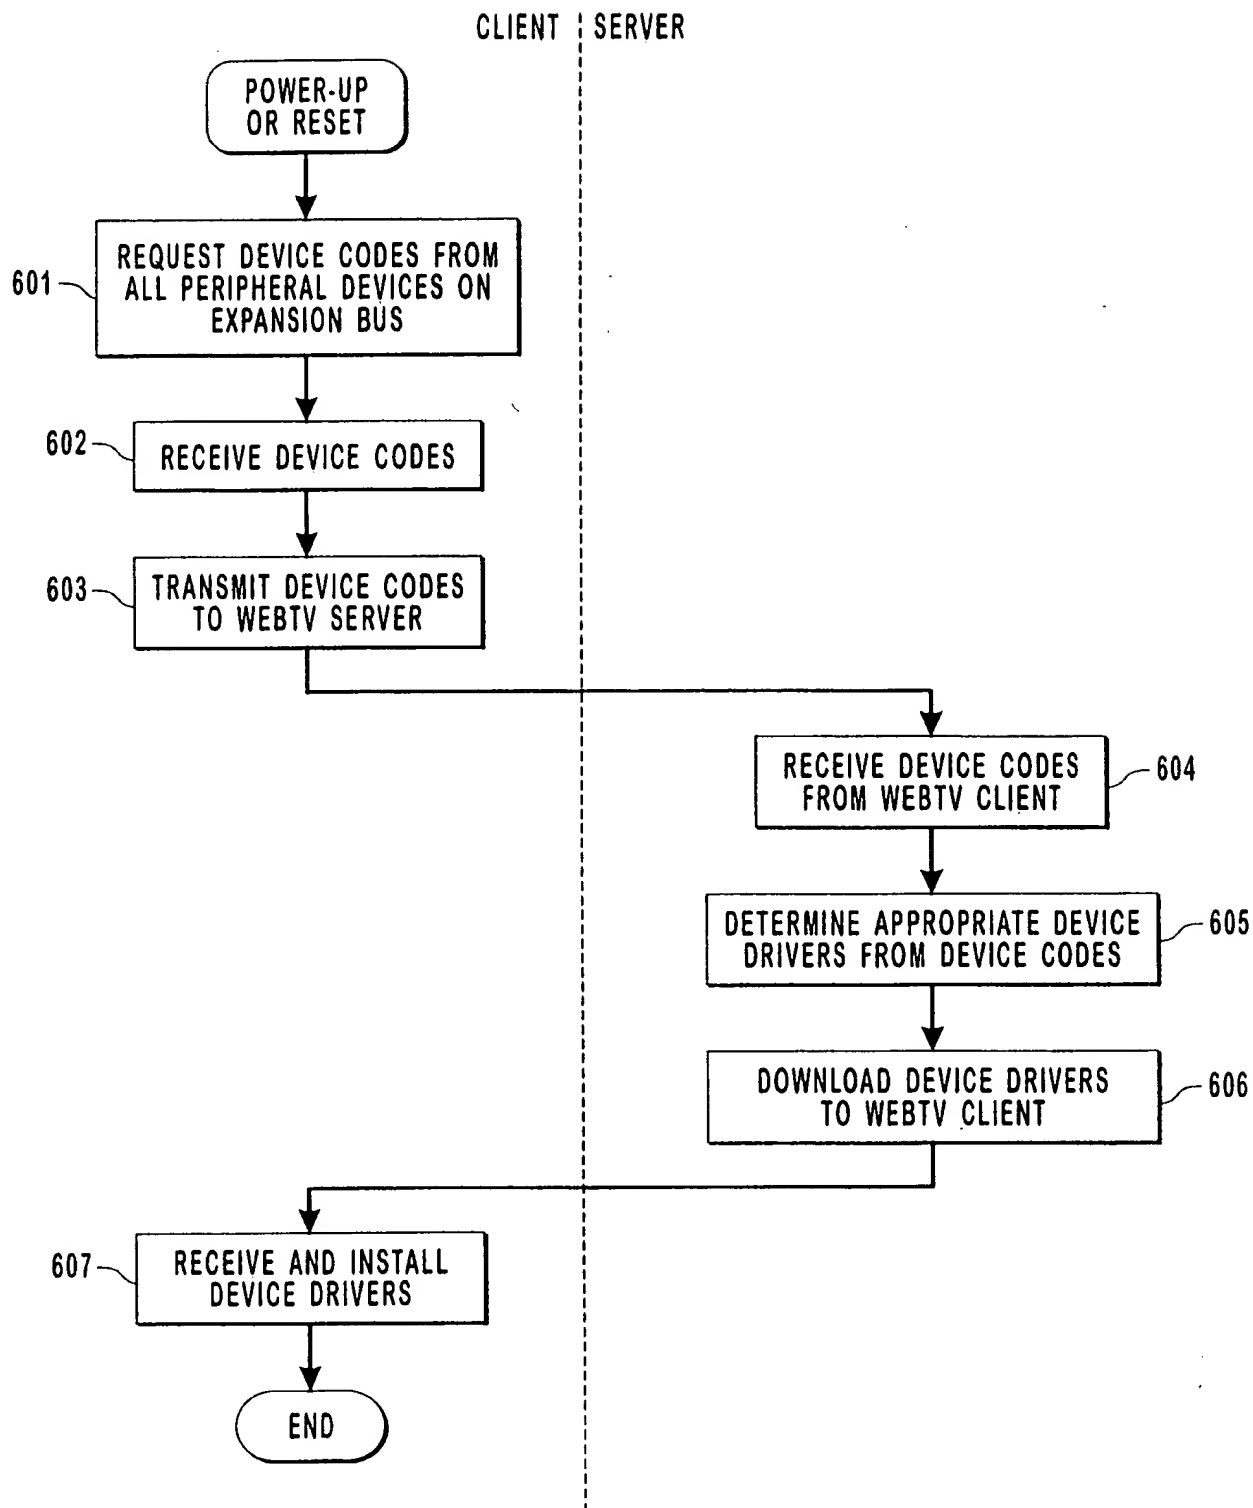 CLIENT SERVER
POWER-UP
OR RESET
601
REQUEST DEVICE CODES FROM
ALL PERIPHERAL DEVICES ON
EXPANSION BUS
602
RECEIVE DEVICE CODES
603
TRANSMIT DEVICE CODES
TO WEBTV SERVER
RECEIVE DEVICE CODES
FROM WEBTV CLIENT
604
DETERMINE APPROPRIATE DEVICE
DRIVERS FROM DEVICE CODES
605
DOWNLOAD DEVICE DRIVERS
TO WEBTV CLIENT
606
607
RECEIVE AND INSTALL
DEVICE DRIVERS
END